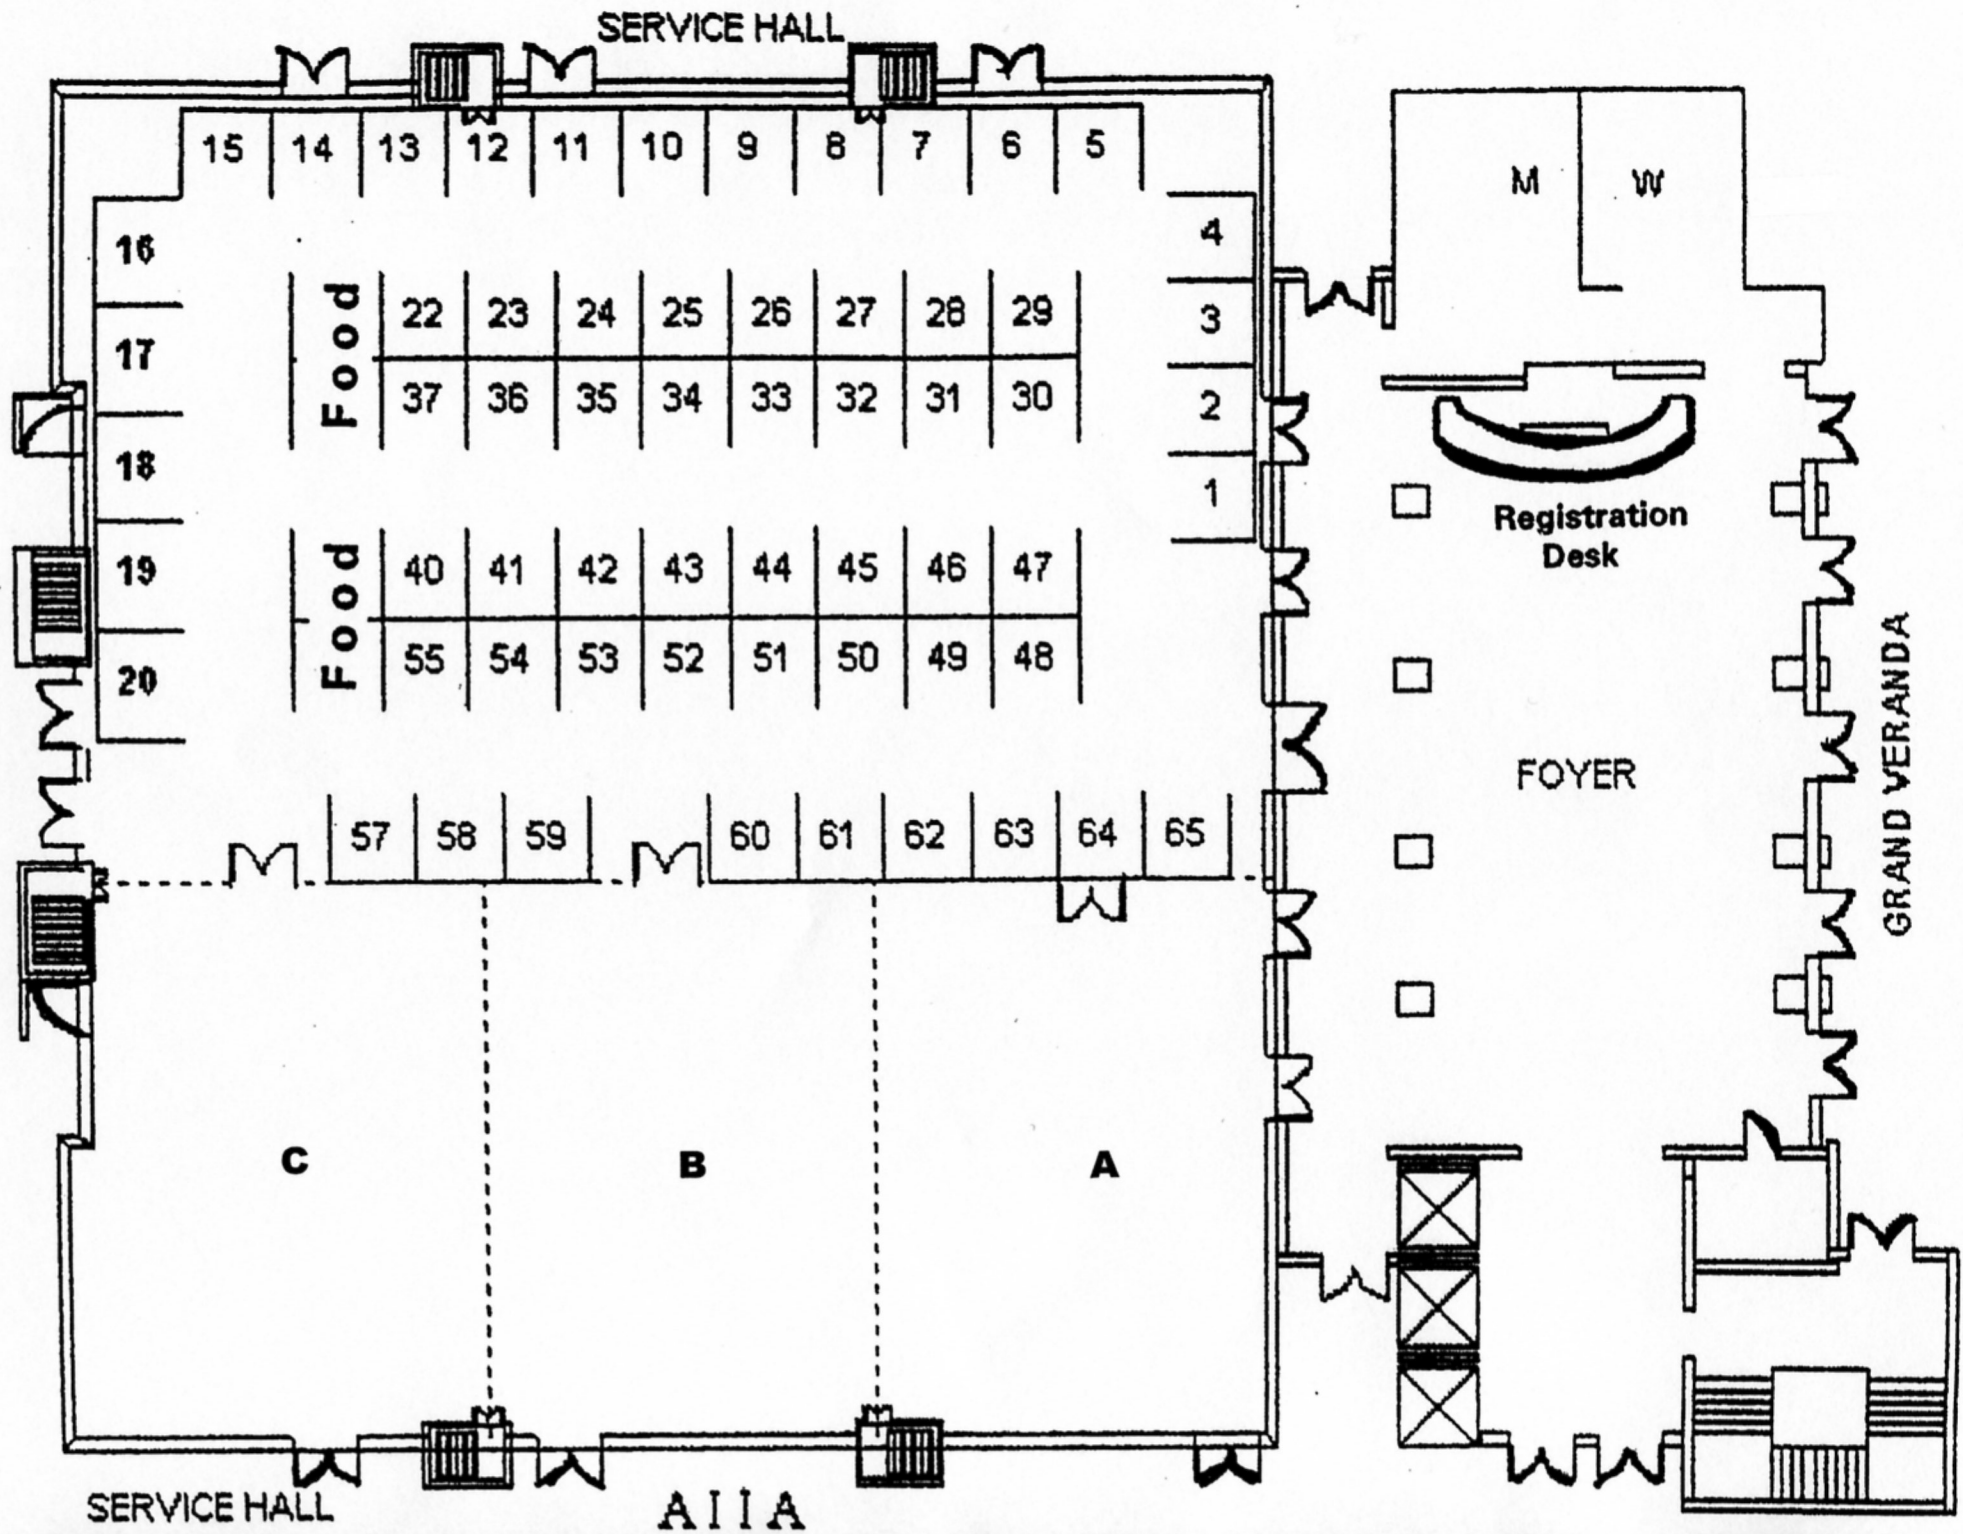 SERVICE HALL
15 14 13 12 11 10 9 8 7 6 5
M W
4
16
Food 22 23 24 25 26 27 28 29
3
17
37 36 35 34 33 32 31 30
2
18
1
Registration
Desk
Food 40 41 42 43 44 45 46 47
19
55 54 53 52 51 50 49 48
20
FOYER
GRAND VERANDA
57 58 59 60 61 62 63 64 65
C B A
SERVICE HALL
A I I A